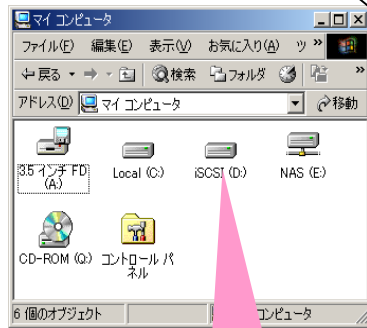 マイ コンピュータ
ファイル(F) 編集(E) 表示(V) お気に入り(A) ツ »
戻る 検索 フォルダ »
アドレス(D) マイ コンピュータ 移動
3.5 インチ FD (A:)
Local (C:)
iSCSI (D:)
NAS (E:)
CD-ROM (Q:)
コントロール パネル
6 個のオブジェクト
コンピュータ